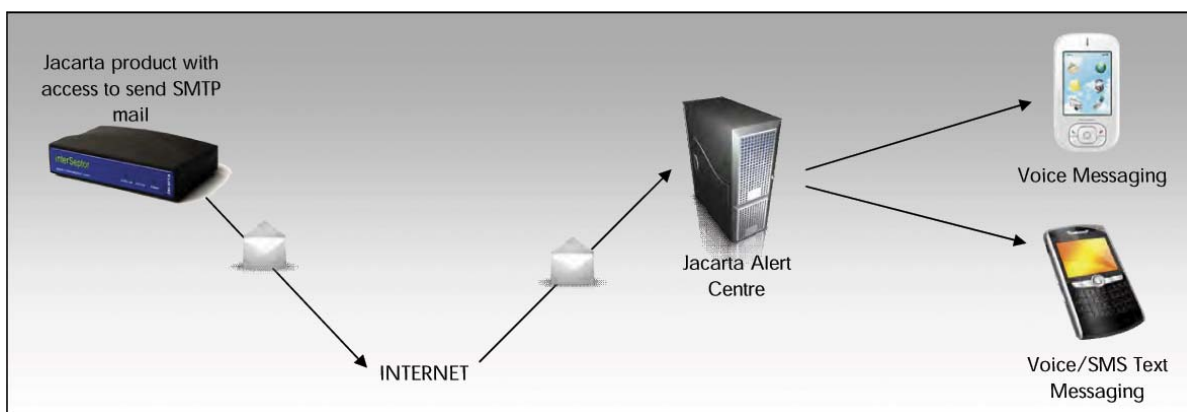 Jacarta product with
access to send SMTP
mail
interSeptor
INTERNET
Jacarta Alert
Centre
Voice Messaging
Voice/SMS Text
Messaging